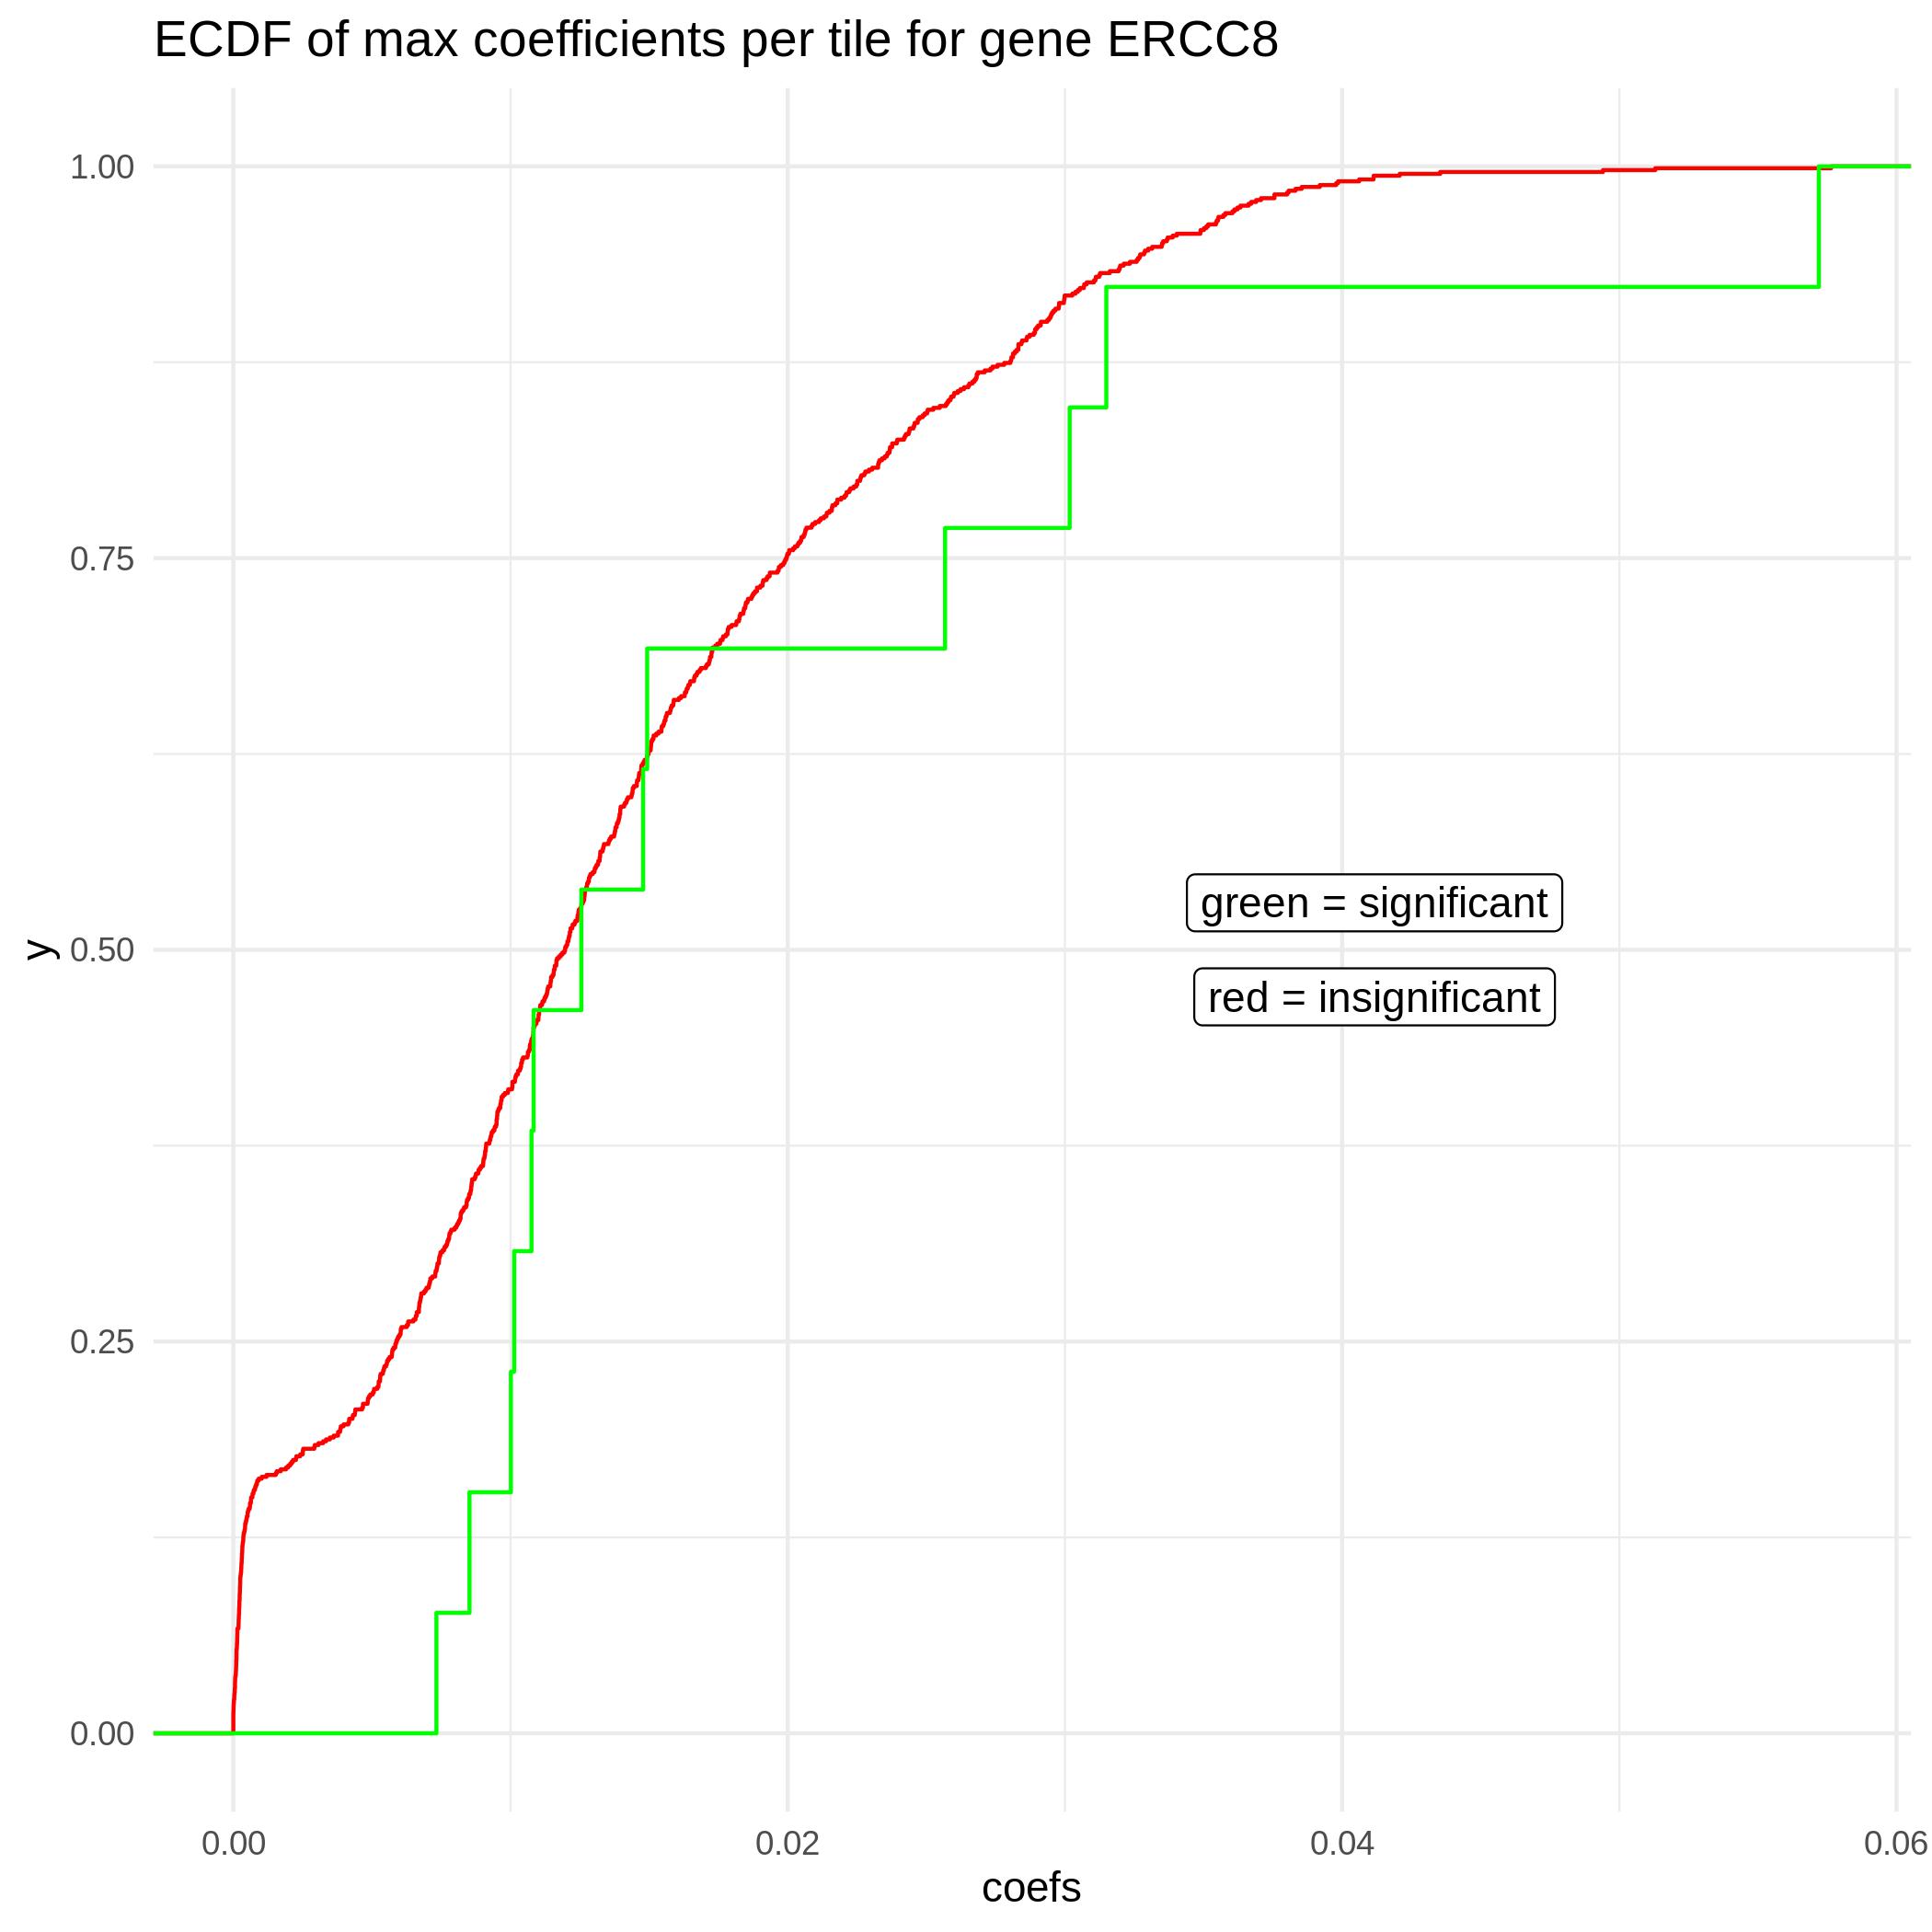 ECDF of max coefficients per tile for gene ERCC8
1.00
0.75
0.50
0.25
0.00
y
green = significant
red = insignificant
0.00 0.02 0.04 0.06
coefs